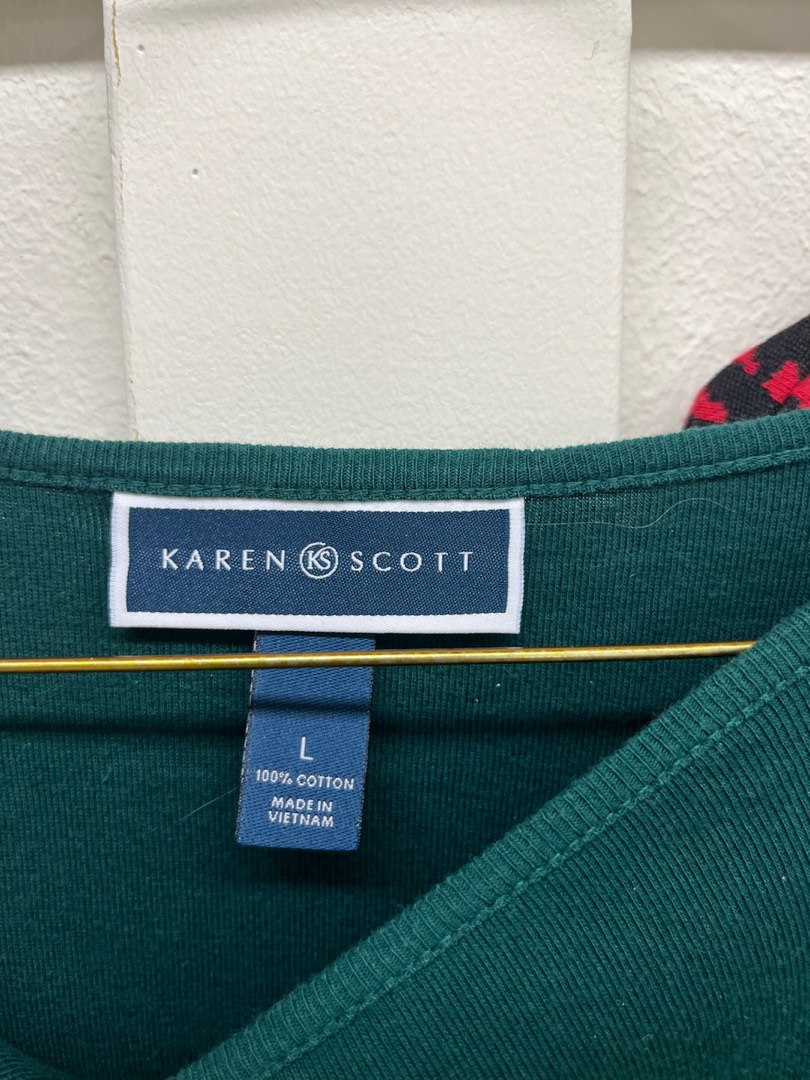 KAREN KS SCOTT
L
100% COTTON
MADE IN
VIETNAM